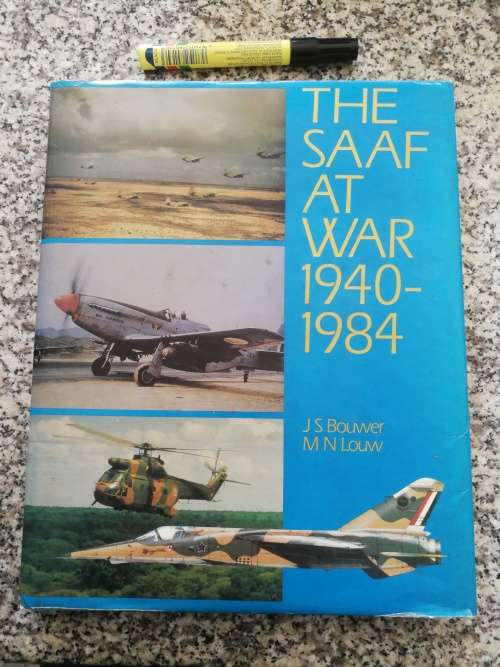 THE
SAAF
AT
WAR
1940-
1984
J S Bouwer
M N Louw